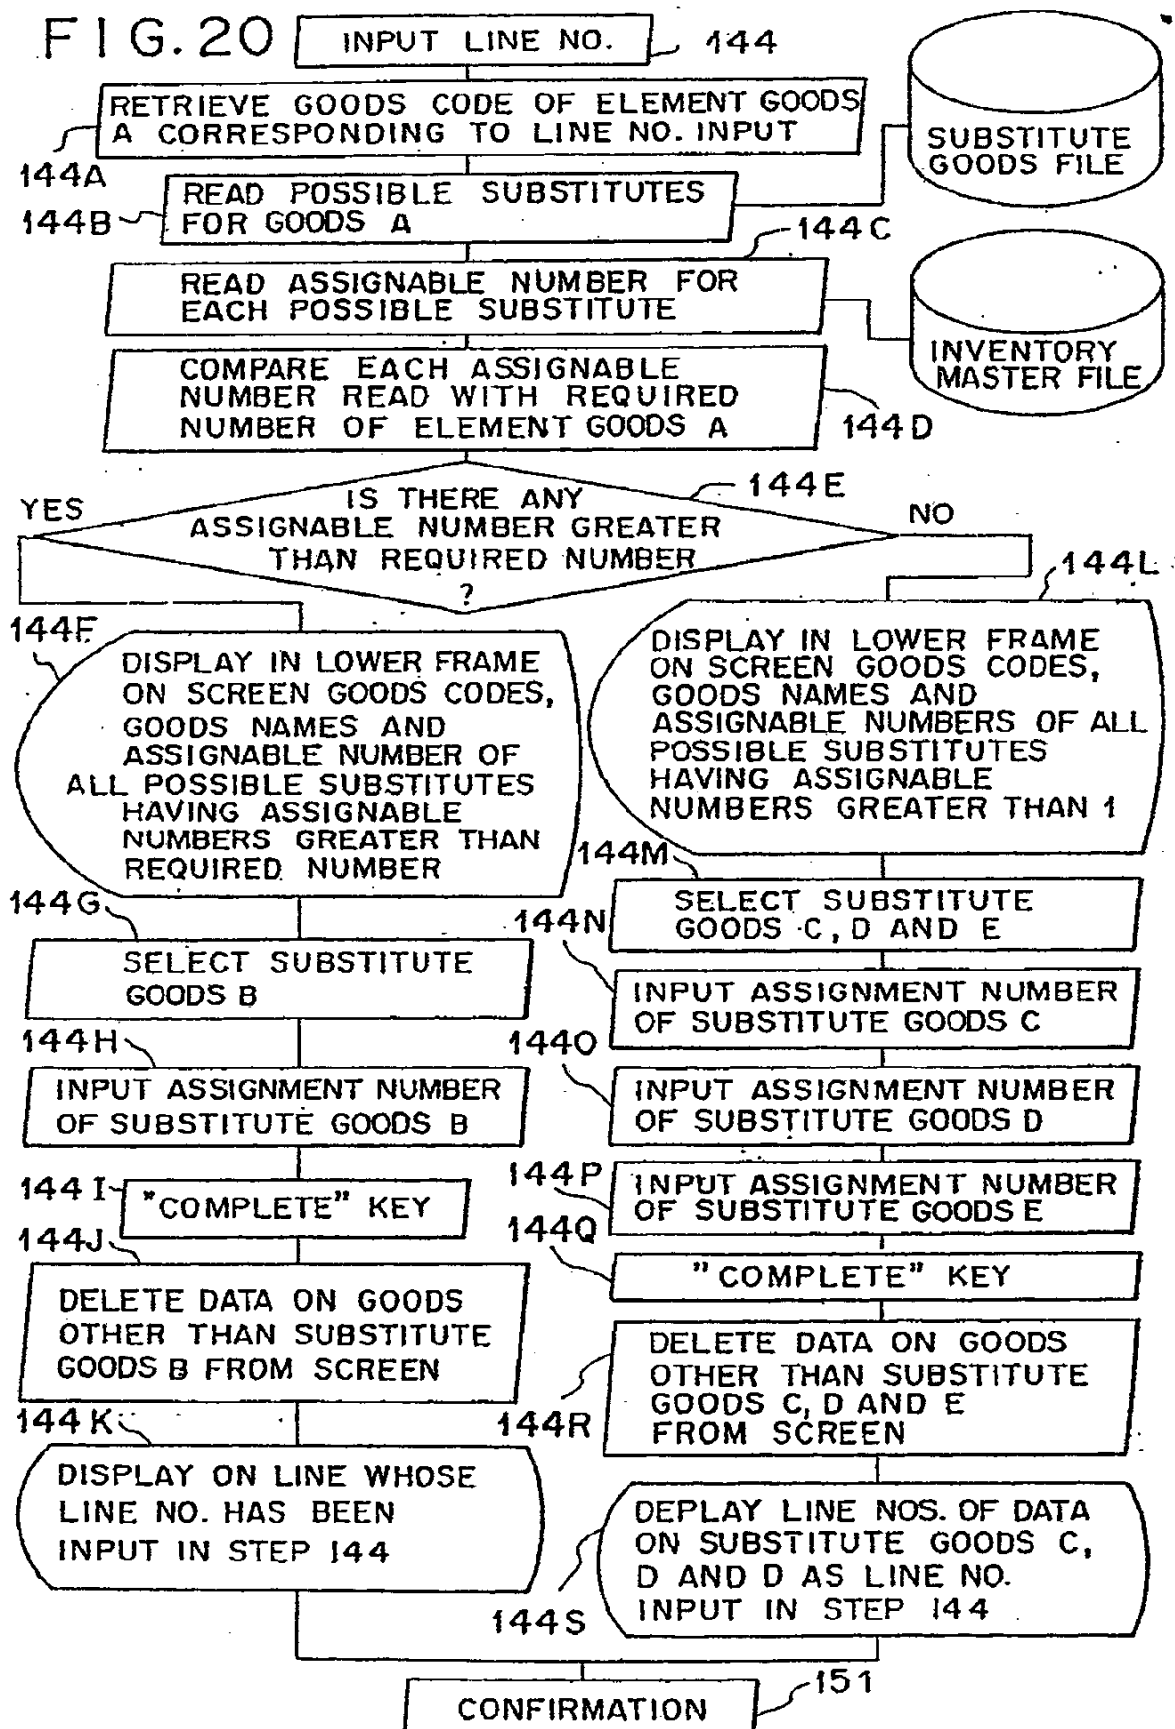 FIG. 20
INPUT LINE NO.
144
RETRIEVE GOODS CODE OF ELEMENT GOODS
A CORRESPONDING TO LINE NO. INPUT
144A
SUBSTITUTE
GOODS FILE
READ POSSIBLE SUBSTITUTES
FOR GOODS A
144B
144C
READ ASSIGNABLE NUMBER FOR
EACH POSSIBLE SUBSTITUTE
INVENTORY
MASTER FILE
COMPARE EACH ASSIGNABLE
NUMBER READ WITH REQUIRED
NUMBER OF ELEMENT GOODS A
144D
144E
YES
IS THERE ANY
ASSIGNABLE NUMBER GREATER
THAN REQUIRED NUMBER
?
NO
144F
DISPLAY IN LOWER FRAME
ON SCREEN GOODS CODES,
GOODS NAMES AND
ASSIGNABLE NUMBER OF
ALL POSSIBLE SUBSTITUTES
HAVING ASSIGNABLE
NUMBERS GREATER THAN
REQUIRED NUMBER
144G
SELECT SUBSTITUTE
GOODS B
144H
INPUT ASSIGNMENT NUMBER
OF SUBSTITUTE GOODS B
144I
"COMPLETE" KEY
144J
DELETE DATA ON GOODS
OTHER THAN SUBSTITUTE
GOODS B FROM SCREEN
144K
DISPLAY ON LINE WHOSE
LINE NO. HAS BEEN
INPUT IN STEP 144
144L
DISPLAY IN LOWER FRAME
ON SCREEN GOODS CODES,
GOODS NAMES AND
ASSIGNABLE NUMBERS OF ALL
POSSIBLE SUBSTITUTES
HAVING ASSIGNABLE
NUMBERS GREATER THAN 1
144M
SELECT SUBSTITUTE
GOODS C, D AND E
144N
INPUT ASSIGNMENT NUMBER
OF SUBSTITUTE GOODS C
144O
INPUT ASSIGNMENT NUMBER
OF SUBSTITUTE GOODS D
144P
INPUT ASSIGNMENT NUMBER
OF SUBSTITUTE GOODS E
144Q
"COMPLETE" KEY
DELETE DATA ON GOODS
OTHER THAN SUBSTITUTE
GOODS C, D AND E
FROM SCREEN
144R
DEPLAY LINE NOS. OF DATA
ON SUBSTITUTE GOODS C,
D AND D AS LINE NO.
INPUT IN STEP 144
144S
151
CONFIRMATION